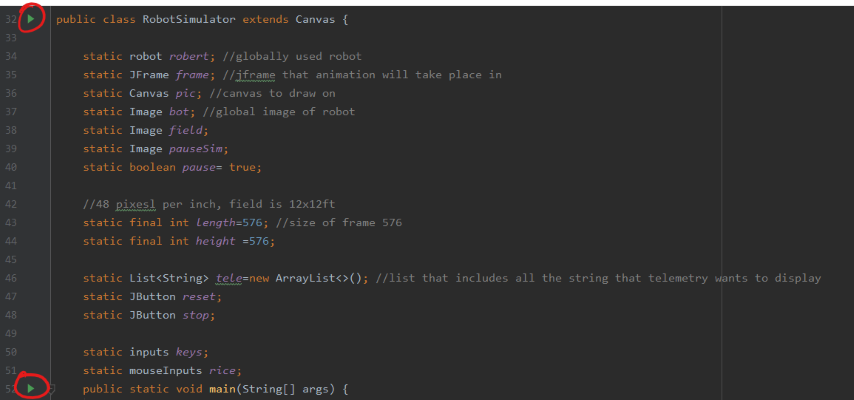 32 public class RobotSimulator extends Canvas {
33
34 static robot robert; //globally used robot
35 static JFrame frame; //jframe that animation will take place in
36 static Canvas pic; //canvas to draw on
37 static Image bot; //global image of robot
38 static Image field;
39 static Image pauseSim;
40 static boolean pause= true;
41
42 //48 pixesl per inch, field is 12x12ft
43 static final int length=576; //size of frame 576
44 static final int height =576;
45
46 static List<String> tele=new ArrayList<>(); //list that includes all the string that telemetry wants to display
47 static JButton reset;
48 static JButton stop;
49
50 static inputs keys;
51 static mouseInputs rice;
52 public static void main(String[] args) {